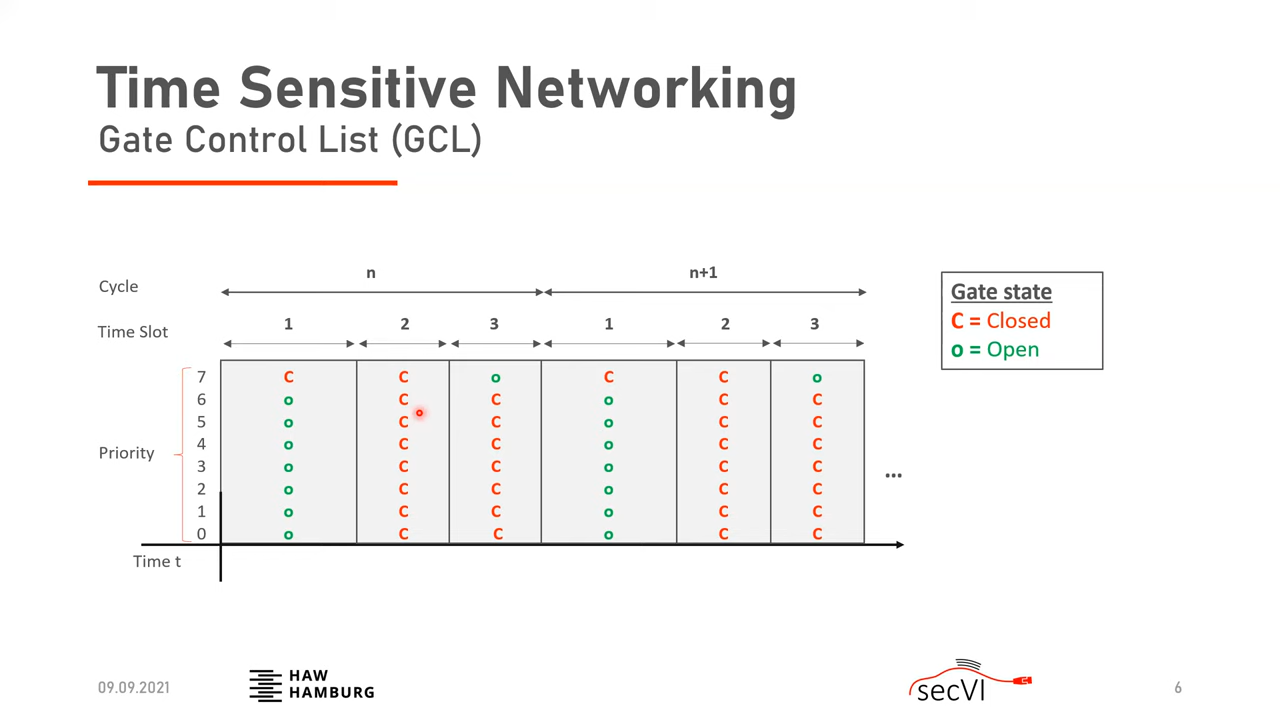 Time Sensitive Networking
Gate Control List (GCL)
Cycle n n+1
Time Slot 1 2 3 1 2 3
Gate state
C = Closed
o = Open
7 C C o C C o
6 o C C o C C
5 o C C o C C
4 o C C o C C
Priority
3 o C C o C C
2 o C C o C C
1 o C C o C C
0 o C C o C C
...
Time t
09.09.2021
HAW
HAMBURG
secVI
6